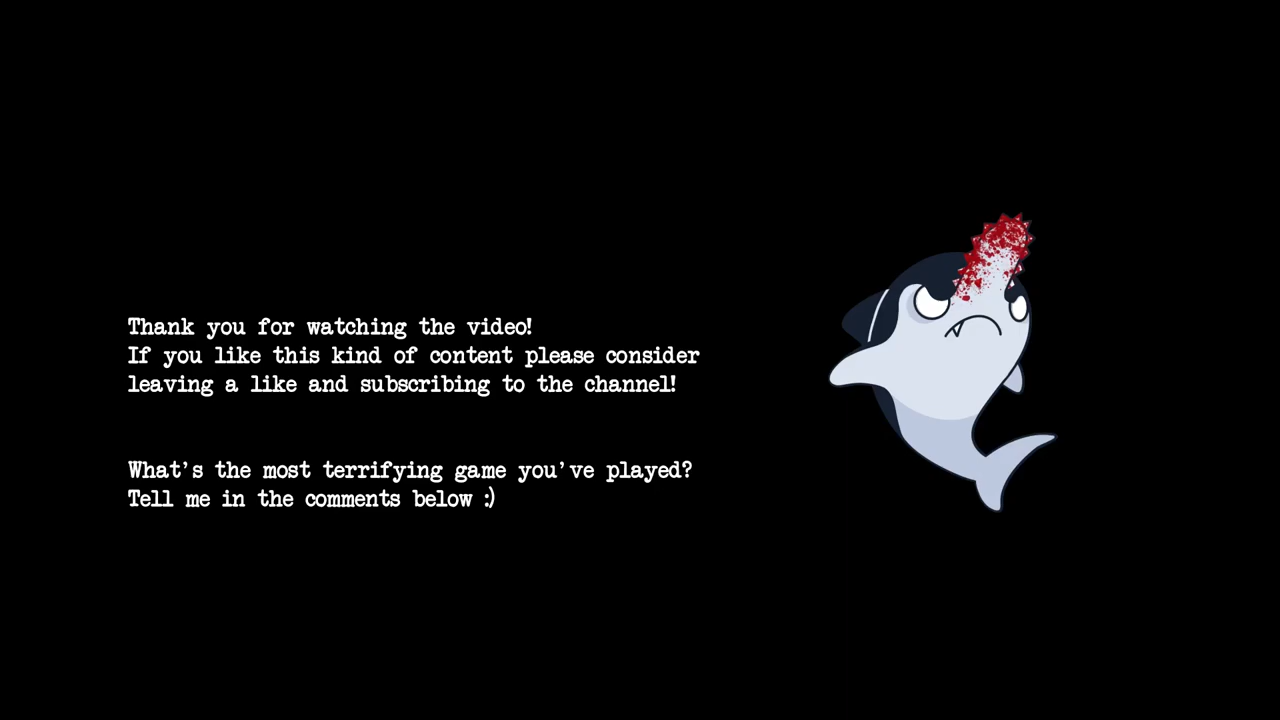 Thank you for watching the video!
If you like this kind of content please consider
leaving a like and subscribing to the channel!
What's the most terrifying game you've played?
Tell me in the comments below :)